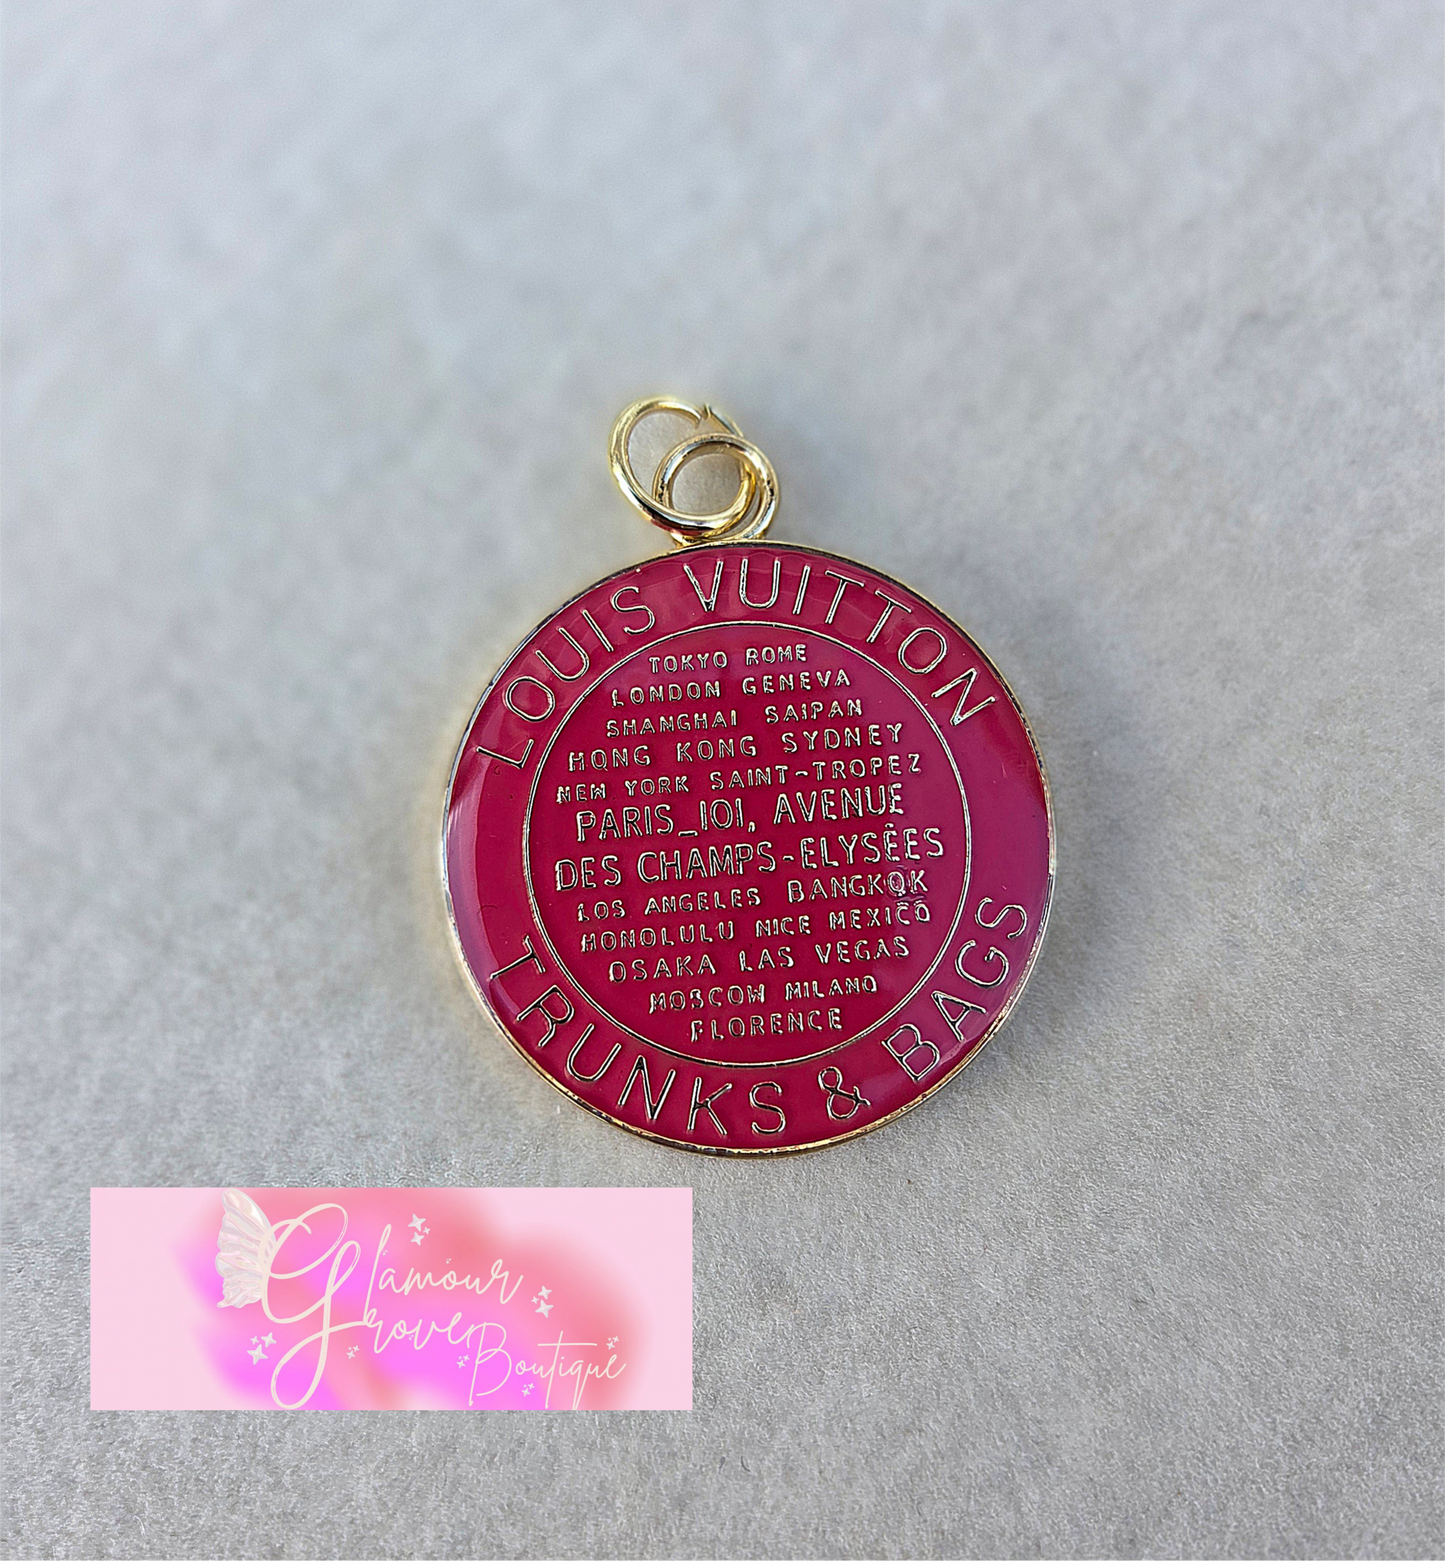 LOUIS VUITTON
TOKYO ROME
LONDON GENEVA
SHANGHAI SAIPAN
HONG KONG SYDNEY
NEW YORK SAINT-TROPEZ
PARIS_101, AVENUE
DES CHAMPS-ELYSÉES
LOS ANGELES BANGKOK
HONOLULU NICE MEXICO
OSAKA LAS VEGAS
MOSCOW MILANO
FLORENCE
TRUNKS & BAGS
Glamour
Grove
Boutique